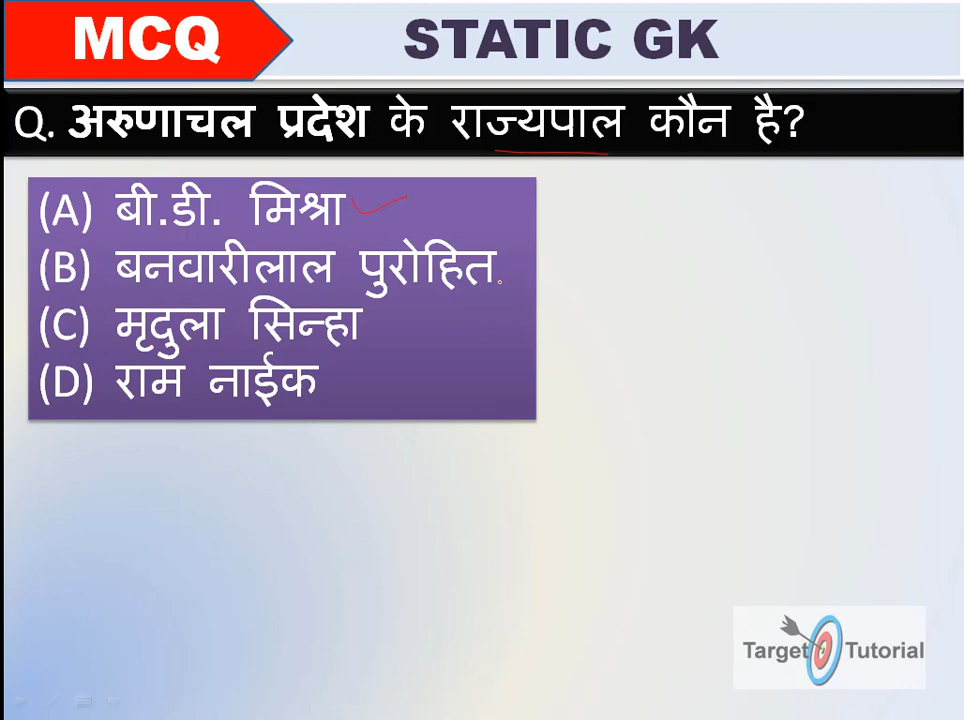 MCQ
STATIC GK
Q. अरुणाचल प्रदेश के राज्यपाल कौन है?
(A) बी.डी. मिश्रा
(B) बनवारीलाल पुरोहित
(C) मृदुला सिन्हा
(D) राम नाईक
Target Tutorial